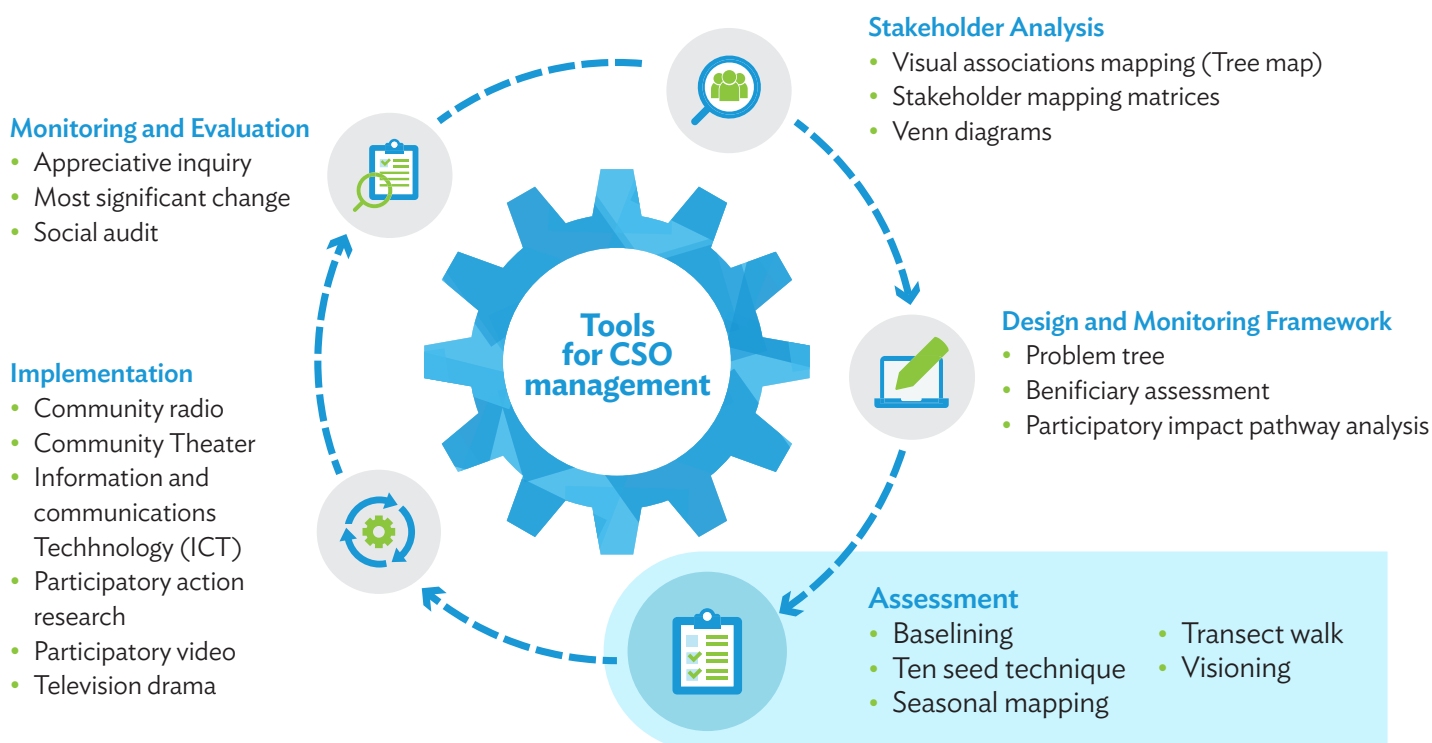 Tools
for CSO
management
Stakeholder Analysis
• Visual associations mapping (Tree map)
• Stakeholder mapping matrices
• Venn diagrams
Design and Monitoring Framework
• Problem tree
• Benificiary assessment
• Participatory impact pathway analysis
Assessment
• Baselining
• Ten seed technique
• Seasonal mapping
• Transect walk
• Visioning
Implementation
• Community radio
• Community Theater
• Information and
communications
Techhnology (ICT)
• Participatory action
research
• Participatory video
• Television drama
Monitoring and Evaluation
• Appreciative inquiry
• Most significant change
• Social audit